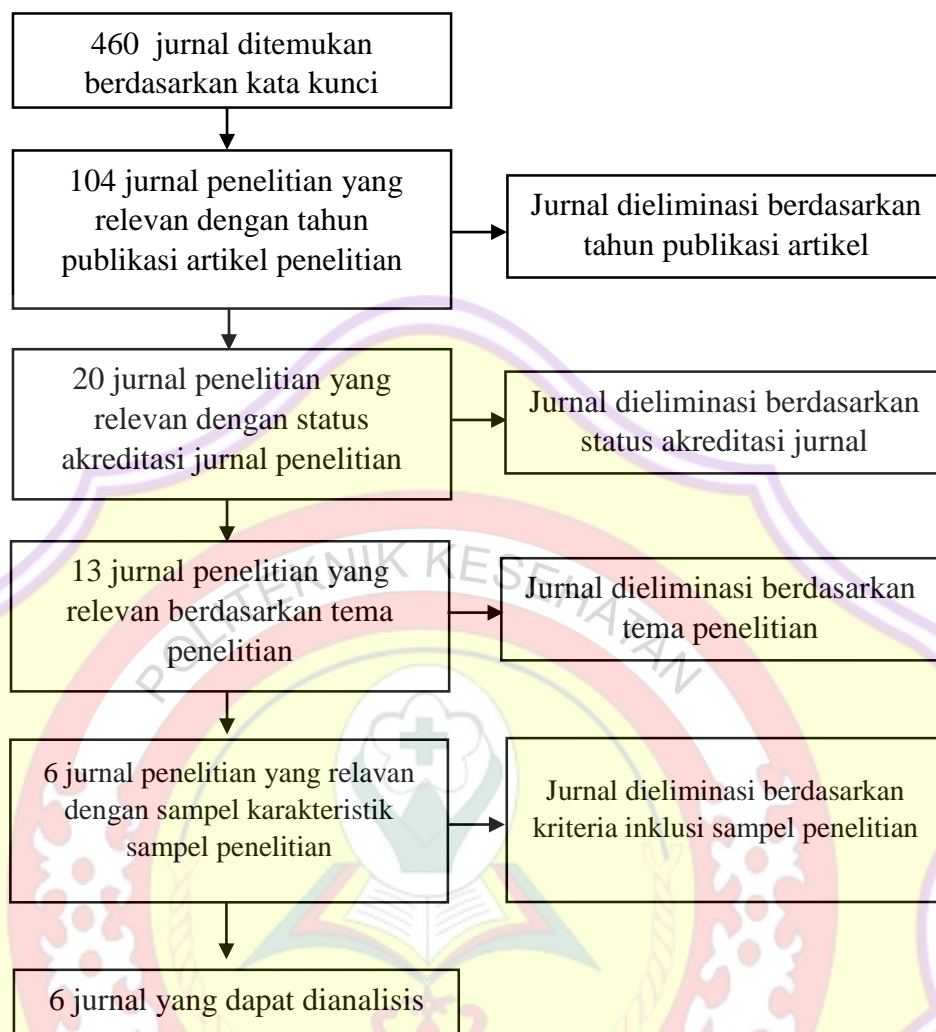 460 jurnal ditemukan
berdasarkan kata kunci
104 jurnal penelitian yang
relevan dengan tahun
publikasi artikel penelitian
Jurnal dieliminasi berdasarkan
tahun publikasi artikel
20 jurnal penelitian yang
relevan dengan status
akreditasi jurnal penelitian
Jurnal dieliminasi berdasarkan
status akreditasi jurnal
POLITEKNIK KESEHATAN
13 jurnal penelitian yang
relevan berdasarkan tema
penelitian
Jurnal dieliminasi berdasarkan
tema penelitian
6 jurnal penelitian yang relavan
dengan sampel karakteristik
sampel penelitian
Jurnal dieliminasi berdasarkan
kriteria inklusi sampel penelitian
6 jurnal yang dapat dianalisis